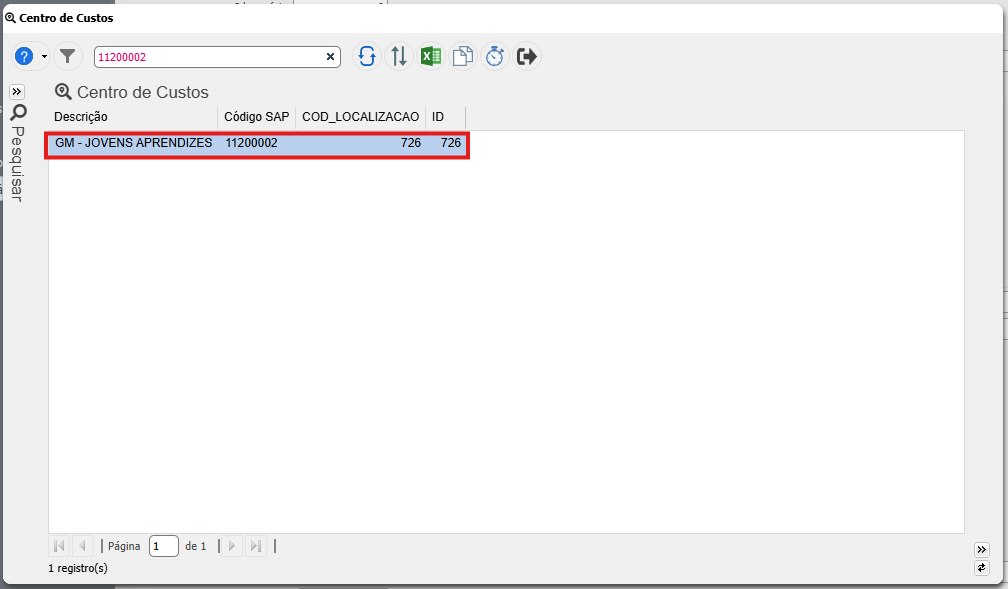 Centro de Custos
11200002
Centro de Custos
Descrição Código SAP COD_LOCALIZACAO ID
GM - JOVENS APRENDIZES 11200002 726 726
Pesquisar
Página 1 de 1
1 registro(s)